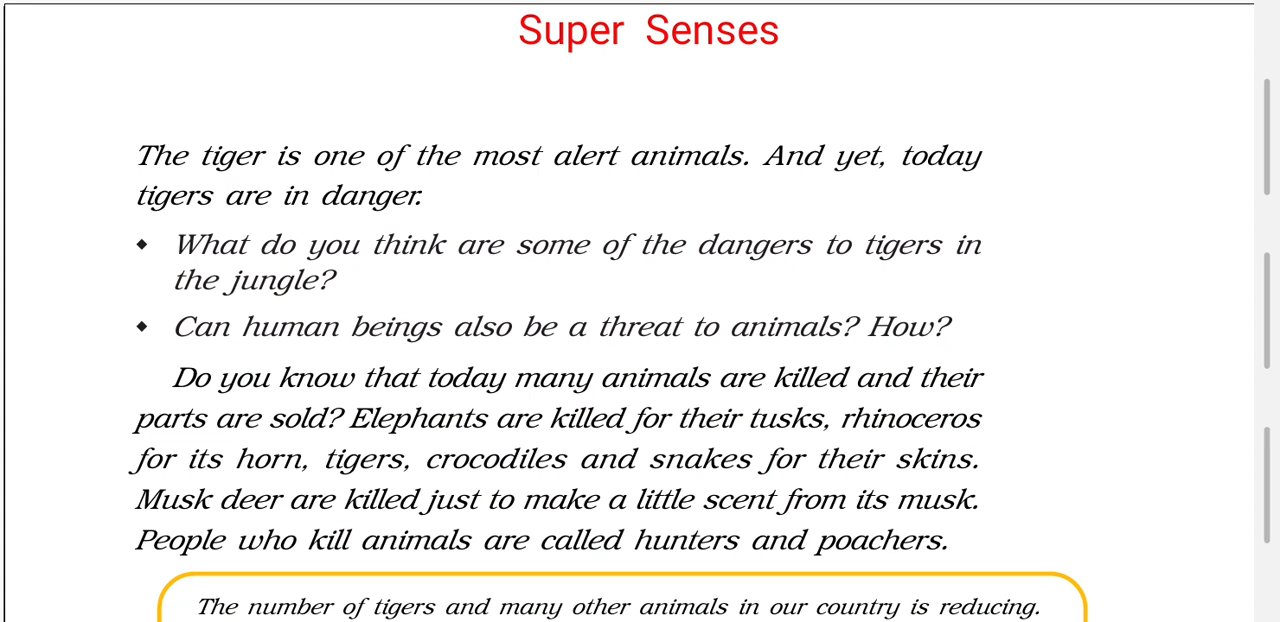 Super Senses
The tiger is one of the most alert animals. And yet, today
tigers are in danger.
◆ What do you think are some of the dangers to tigers in
the jungle?
◆ Can human beings also be a threat to animals? How?
Do you know that today many animals are killed and their
parts are sold? Elephants are killed for their tusks, rhinoceros
for its horn, tigers, crocodiles and snakes for their skins.
Musk deer are killed just to make a little scent from its musk.
People who kill animals are called hunters and poachers.
The number of tigers and many other animals in our country is reducing.